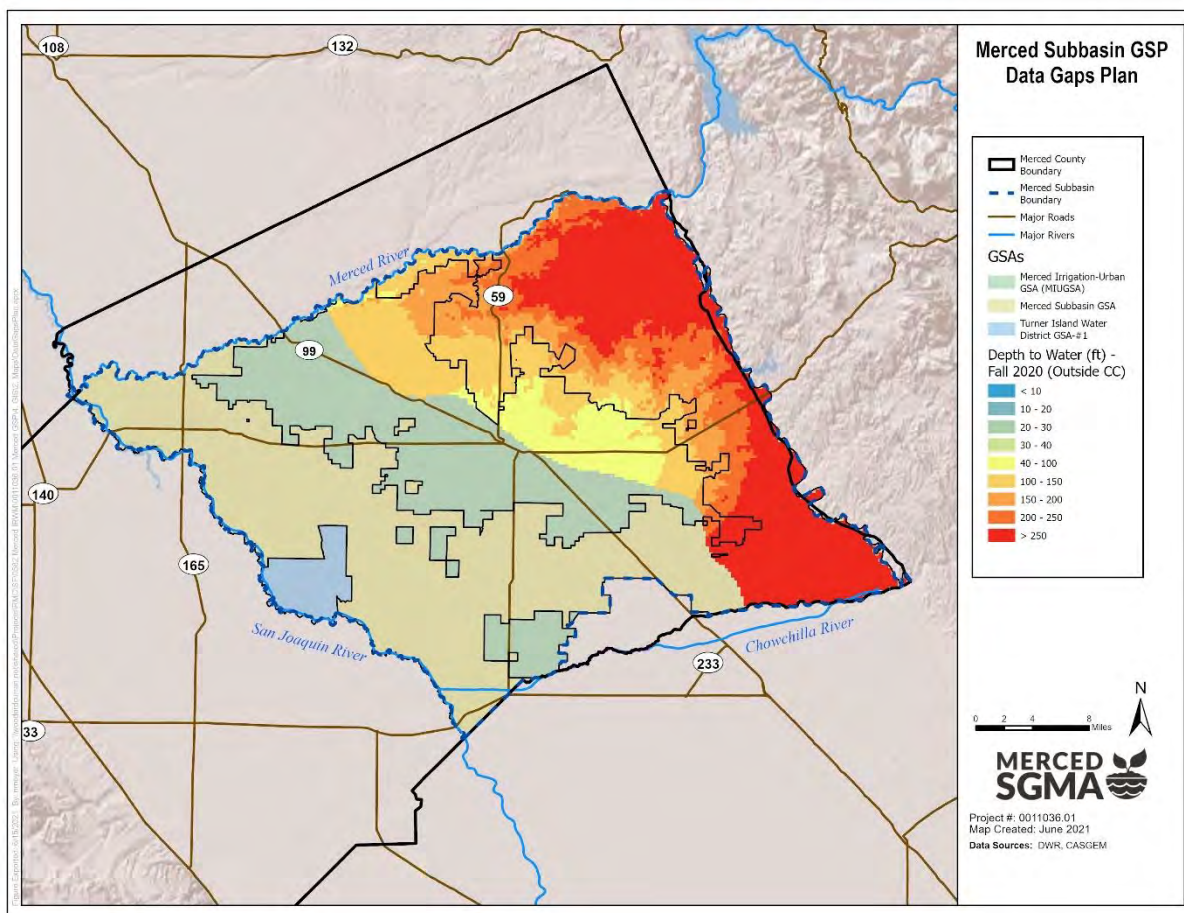 108
132
Merced River
59
99
140
165
San Joaquin River
Chowchilla River
233
33
Merced Subbasin GSP
Data Gaps Plan
Merced County
Boundary
Merced Subbasin
Boundary
Major Roads
Major Rivers
GSAs
Merced Irrigation-Urban
GSA (MIUGSA)
Merced Subbasin GSA
Turner Island Water
District GSA-#1
Depth to Water (ft) -
Fall 2020 (Outside CC)
< 10
10 - 20
20 - 30
30 - 40
40 - 100
100 - 150
150 - 200
200 - 250
> 250
N
0 2 4 8
Miles
MERCED
SGMA
Project #: 0011036.01
Map Created: June 2021
Data Sources: DWR, CASGEM